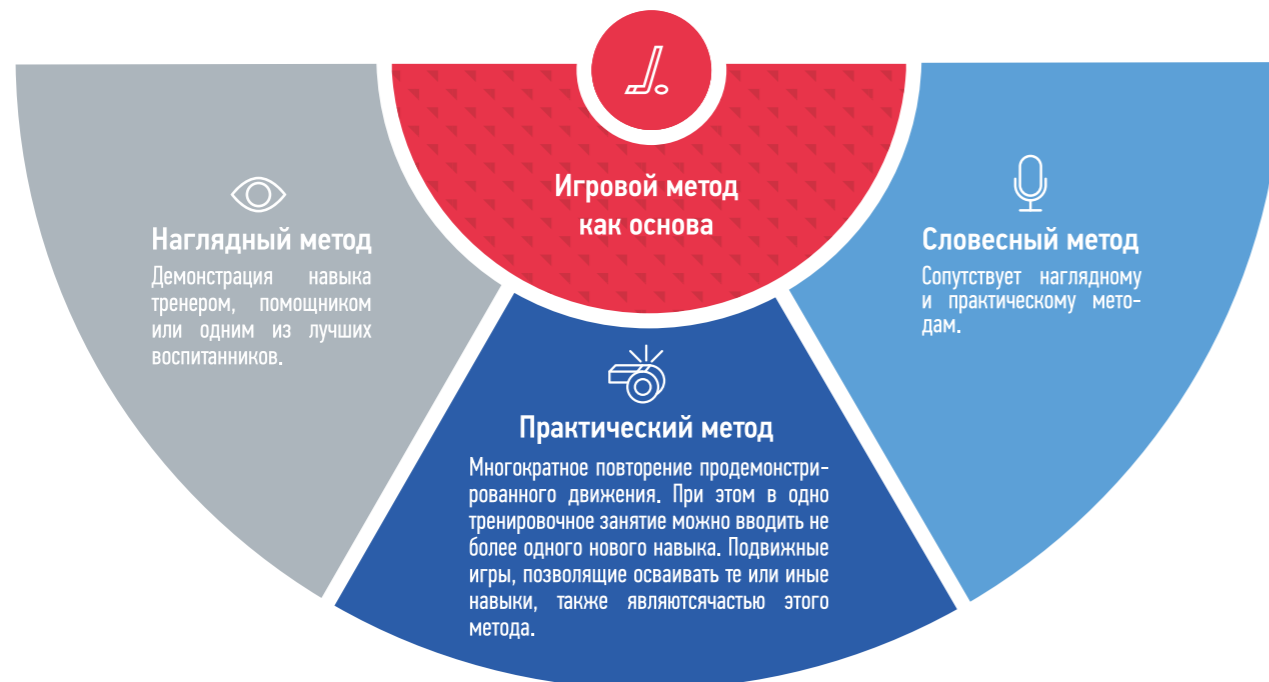 Игровой метод
как основа
Наглядный метод
Демонстрация навыка
тренером, помощником
или одним из лучших
воспитанников.
Практический метод
Многократное повторение продемонстри-
рованного движения. При этом в одно
тренировочное занятие можно вводить не
более одного нового навыка. Подвижные
игры, позволящие осваивать те или иные
навыки, также являютсячастью этого
метода.
Словесный метод
Сопутствует наглядному
и практическому мето-
дам.